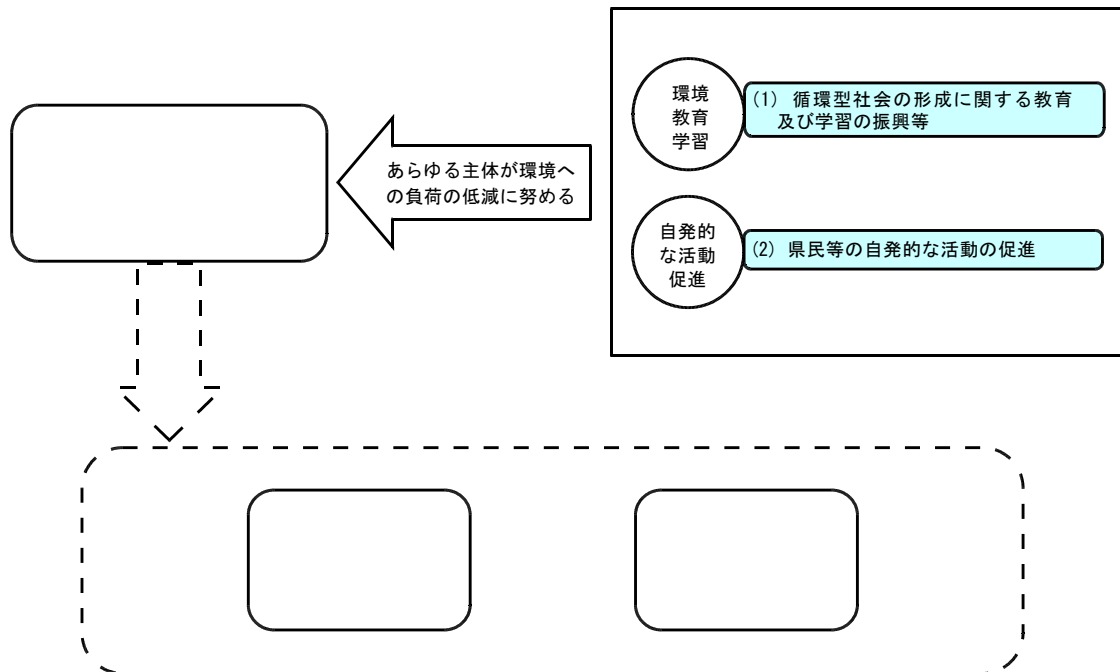 環境
教育
学習
(1) 循環型社会の形成に関する教育
及び学習の振興等
あらゆる主体が環境へ
の負荷の低減に努める
自発的
な活動
促進
(2) 県民等の自発的な活動の促進